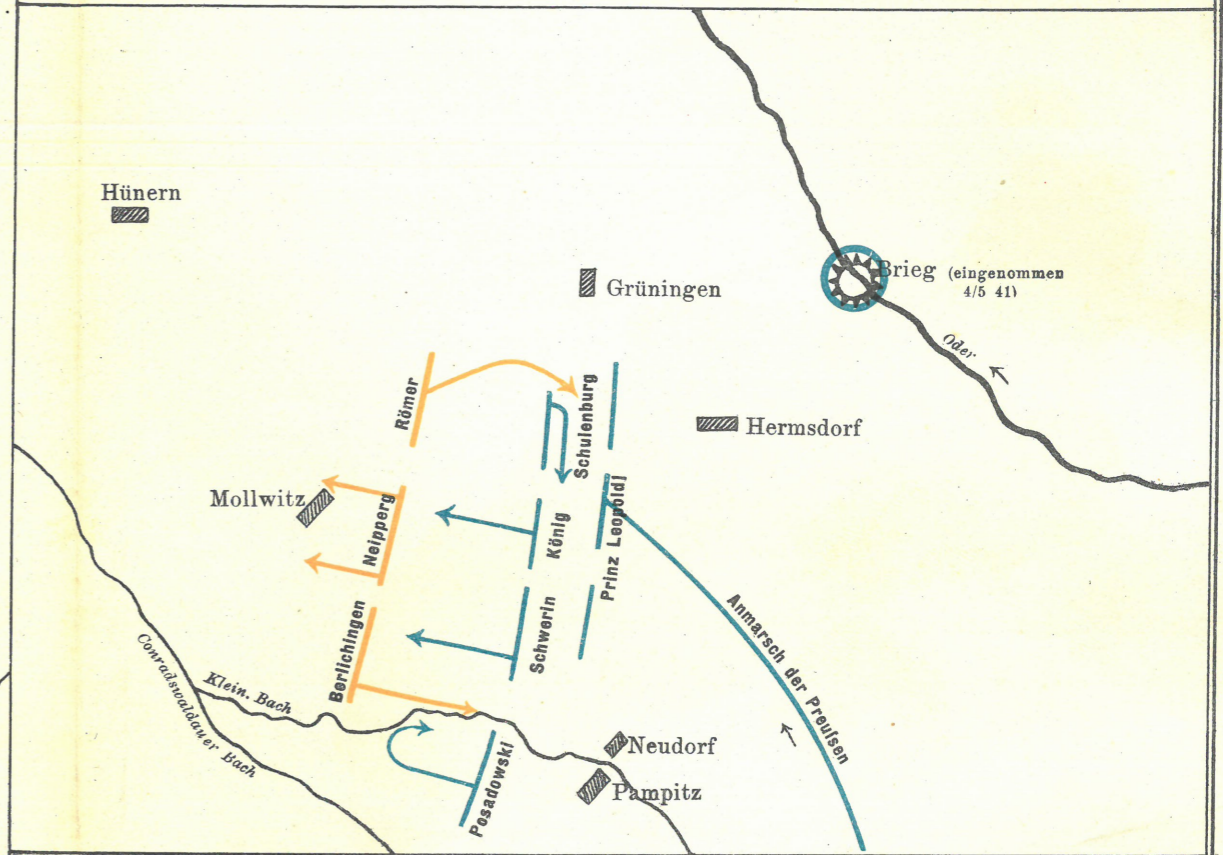 Hünern
Brieg (eingenommen
4/5 41)
Grüningen
Oder
Römer
Schulenburg
Hermsdorf
Mollwitz
Neipperg
König
Prinz Leopold]
Anmarsch der Preufsen
Berlichingen
Schwerin
Klein. Bach
Conradswaldauer Bach
Neudorf
Pampitz
Posadowski